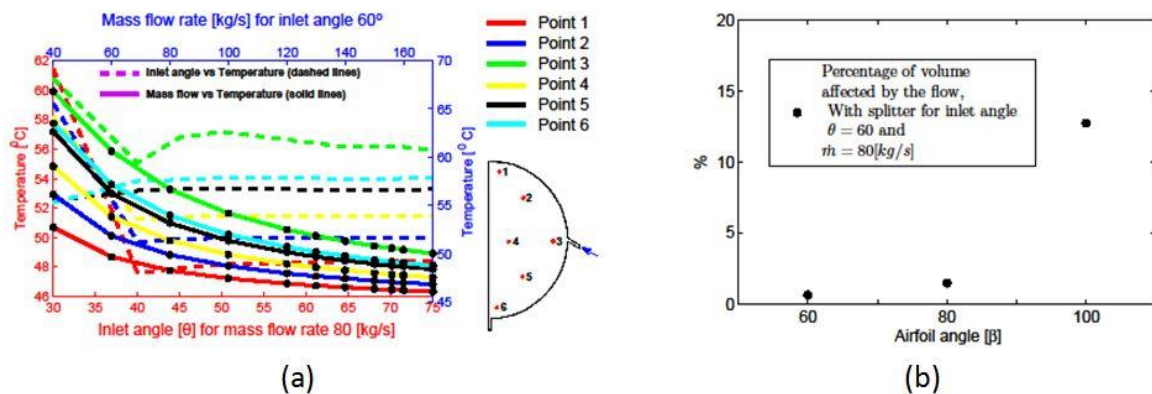 Mass flow rate [kg/s] for inlet angle 60º
40 60 80 100 120 140 160
62
60
58
56
54
52
50
48
46
Temperature [ºC]
Inlet angle vs Temperature (dashed lines)
Mass flow vs Temperature (solid lines)
70
65
60
55
50
45
Temperature [º C]
30 35 40 45 50 55 60 65 70 75
Inlet angle [θ] for mass flow rate 80 [kg/s]
Point 1
Point 2
Point 3
Point 4
Point 5
Point 6
1
2
3
4
5
6
(a)
20
15
10
5
0
%
Percentage of volume
affected by the flow,
With splitter for inlet angle
θ = 60 and
ṁ = 80[kg/s]
60 80 100
Airfoil angle [β]
(b)